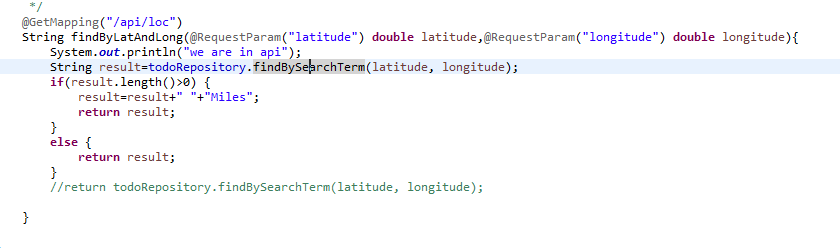 */
@GetMapping("/api/loc")
String findByLatAndLong(@RequestParam("latitude") double latitude,@RequestParam("longitude") double longitude){
System.out.println("we are in api");
String result=todoRepository.findBySearchTerm(latitude, longitude);
if(result.length()>0) {
result=result+" "+"Miles";
return result;
}
else {
return result;
}
//return todoRepository.findBySearchTerm(latitude, longitude);
}